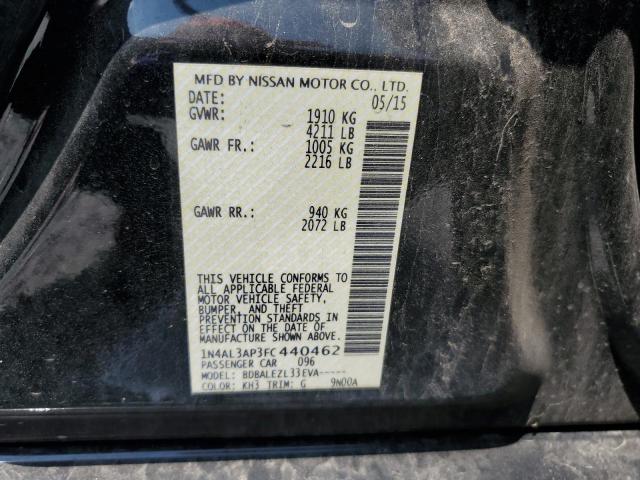 MFD BY NISSAN MOTOR CO., LTD.
DATE: 05/15
GVWR: 1910 KG
4211 LB
GAWR FR.: 1005 KG
2216 LB
GAWR RR.: 940 KG
2072 LB
THIS VEHICLE CONFORMS TO
ALL APPLICABLE FEDERAL
MOTOR VEHICLE SAFETY,
BUMPER, AND THEFT
PREVENTION STANDARDS IN
EFFECT ON THE DATE OF
MANUFACTURE SHOWN ABOVE.
1N4AL3AP3FC440462
PASSENGER CAR 096
MODEL: BDBALEZL33EVA-----
COLOR: KH3 TRIM: G 9N00A